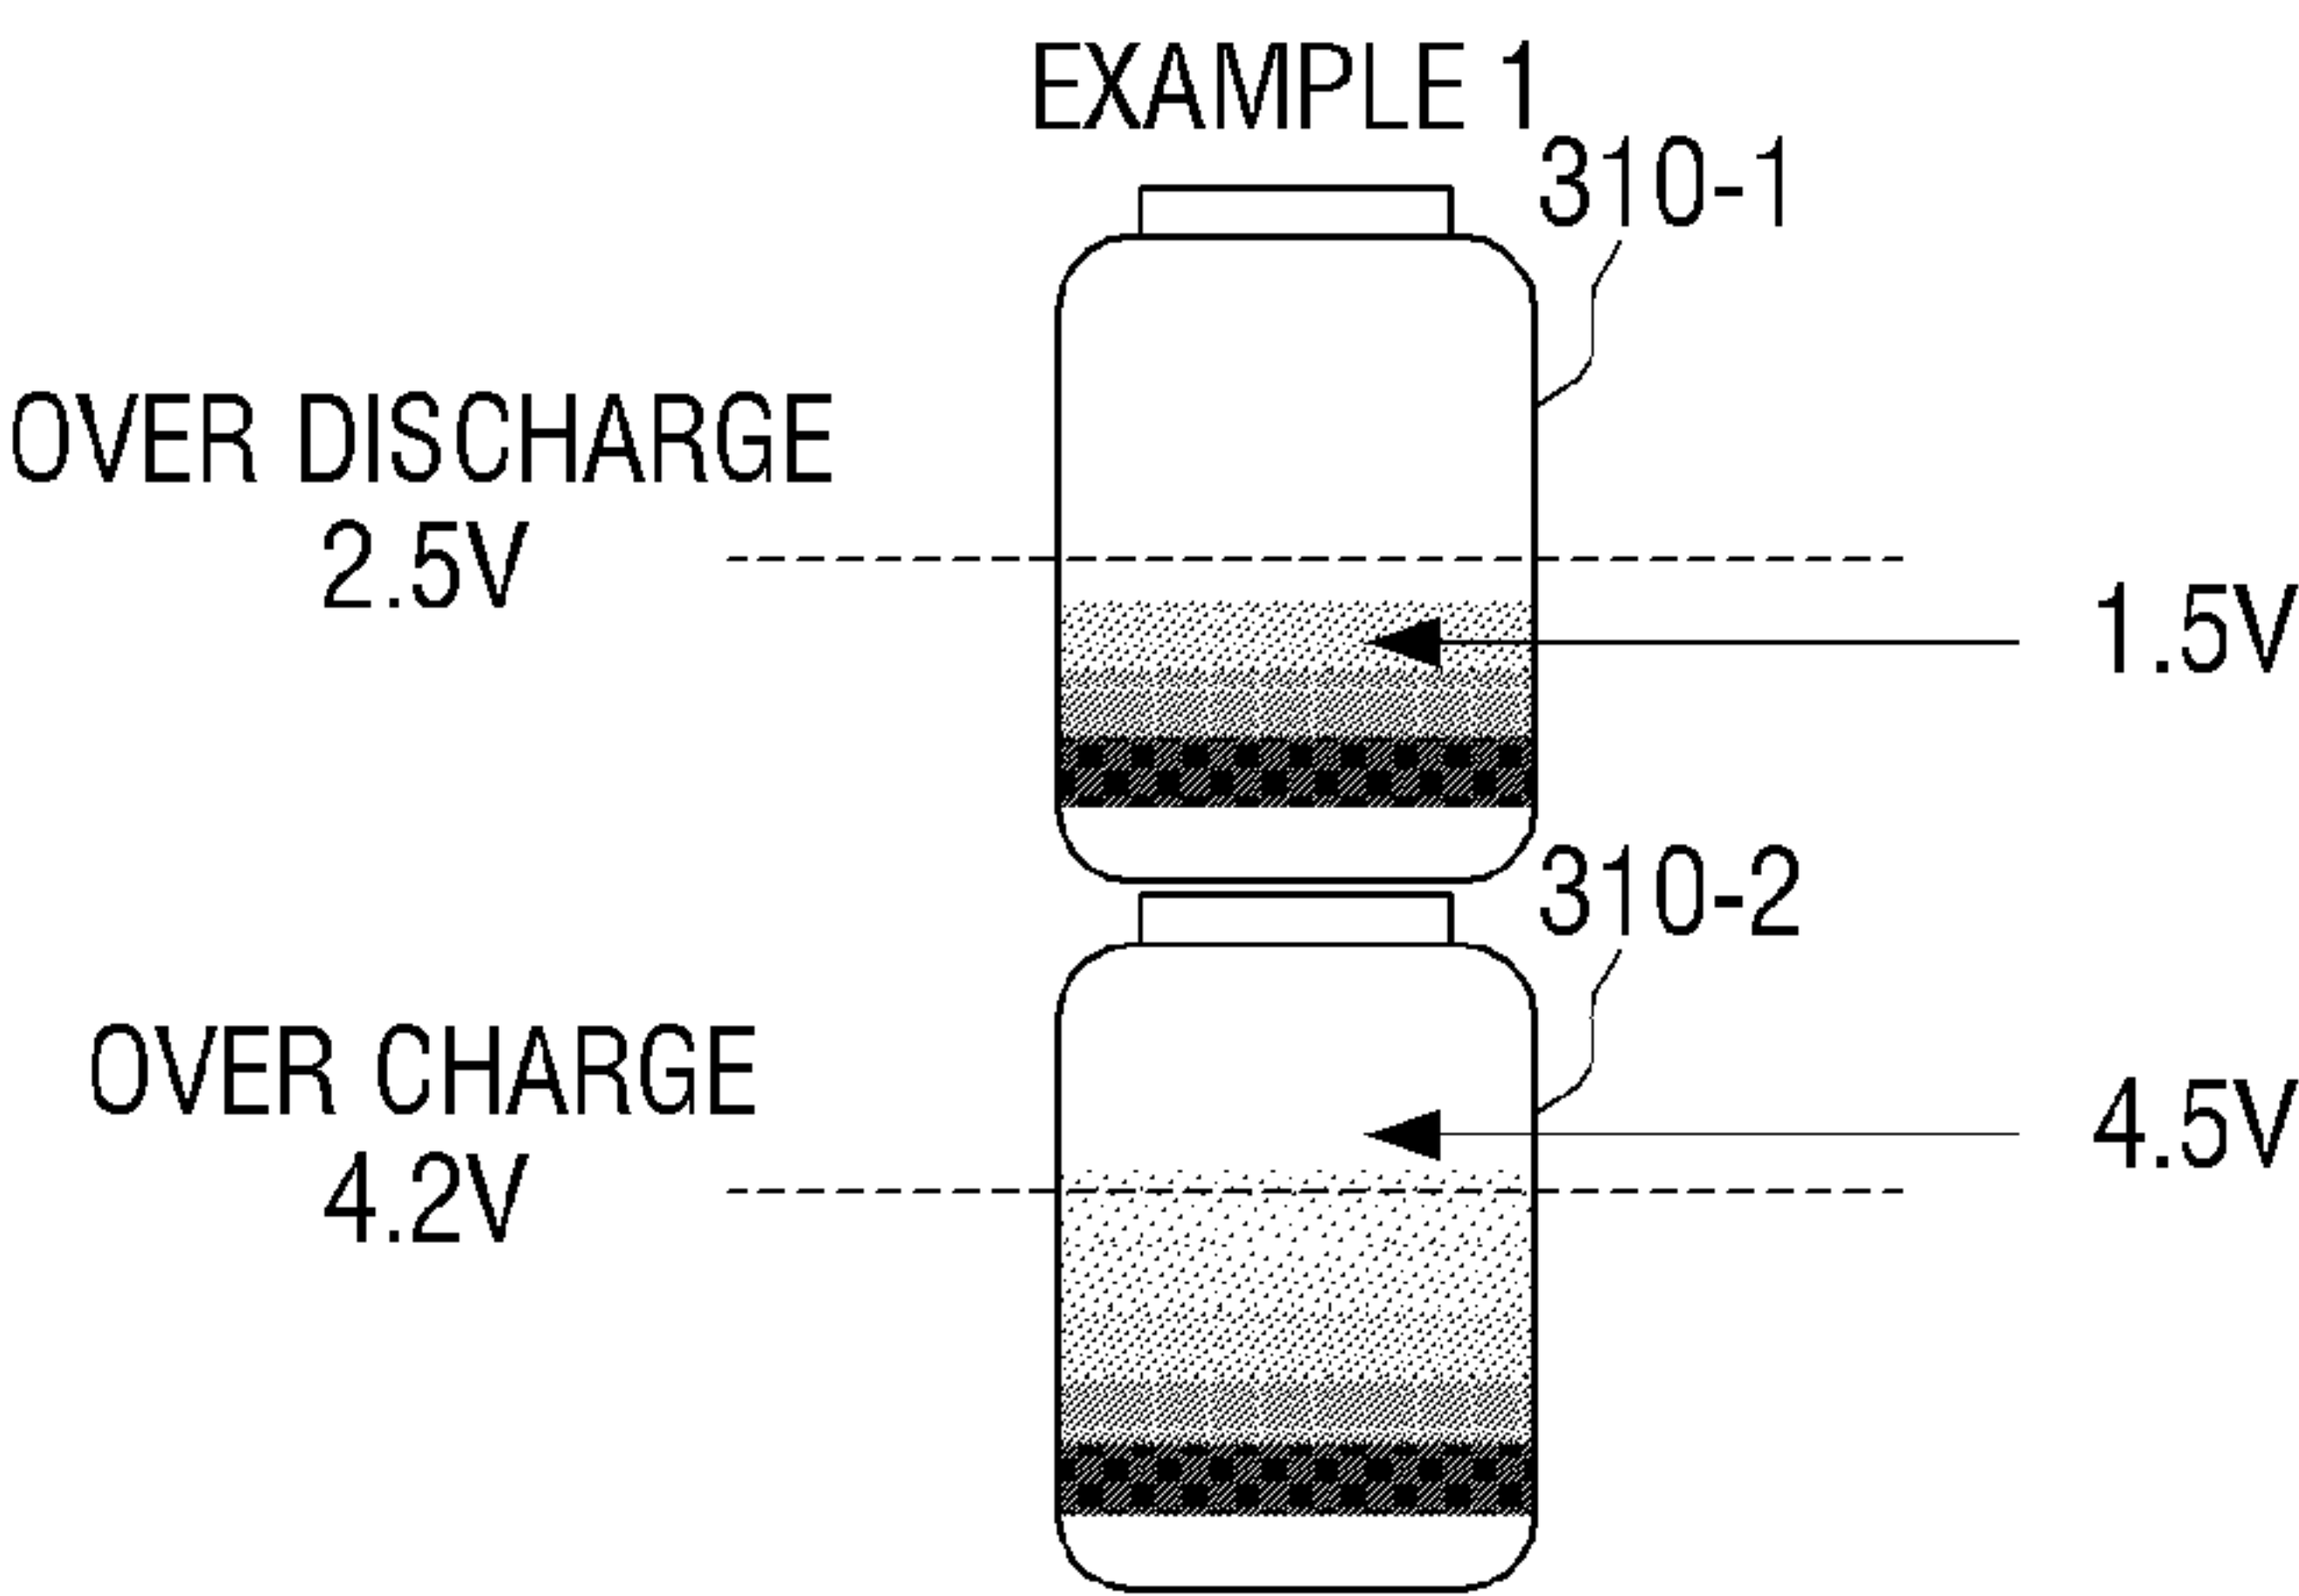 EXAMPLE 1
310-1
OVER DISCHARGE
2.5V
1.5V
310-2
OVER CHARGE
4.2V
4.5V